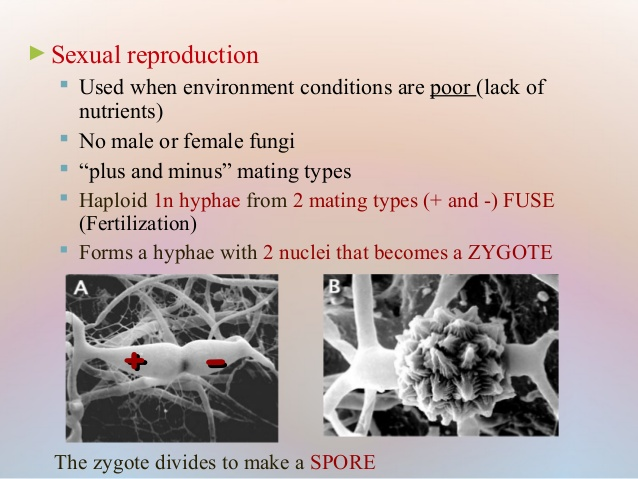 Sexual reproduction
Used when environment conditions are poor (lack of
nutrients)
No male or female fungi
“plus and minus” mating types
Haploid 1n hyphae from 2 mating types (+ and -) FUSE
(Fertilization)
Forms a hyphae with 2 nuclei that becomes a ZYGOTE
A
B
+ -
The zygote divides to make a SPORE